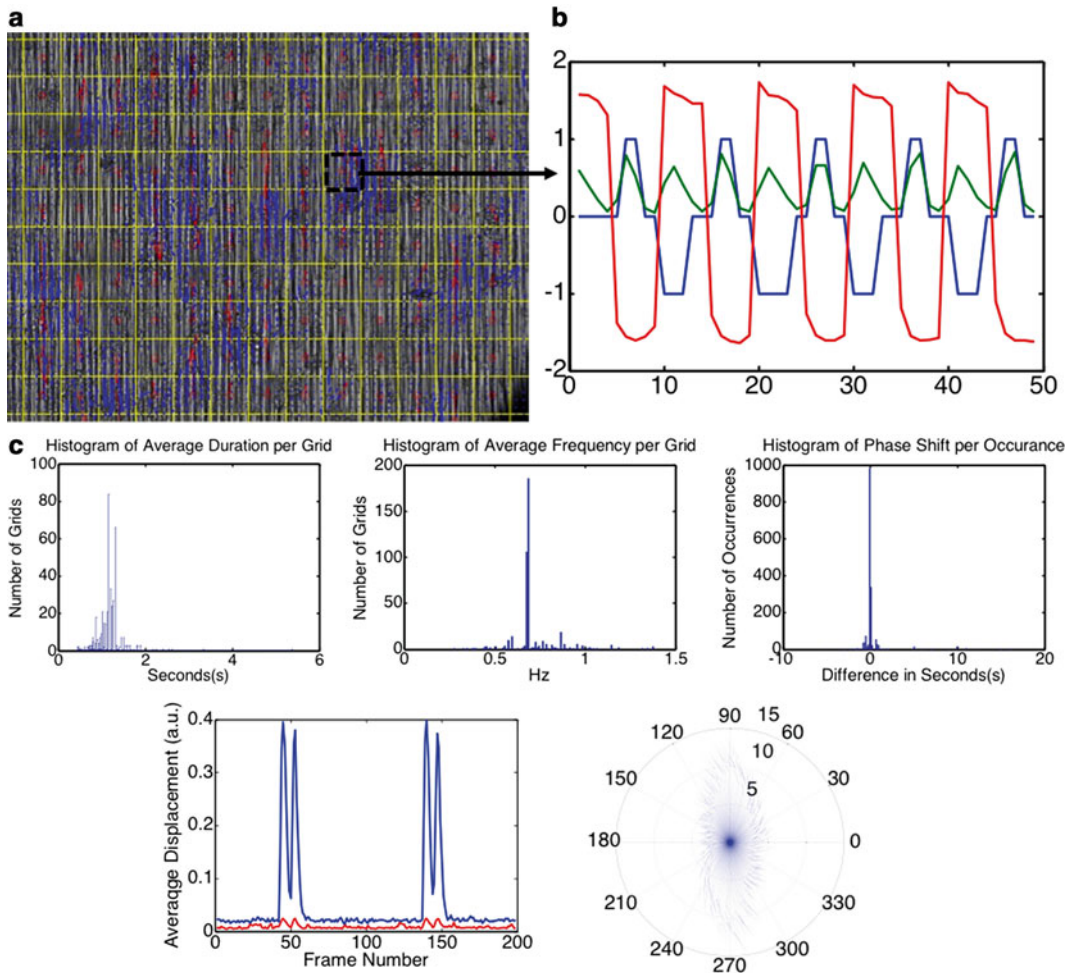 a
b
2
1
0
-1
-2
0 10 20 30 40 50
c
Histogram of Average Duration per Grid
Number of Grids
100
80
60
40
20
0
0 2 4 6
Seconds(s)
Histogram of Average Frequency per Grid
Number of Grids
200
150
100
50
0
0 0.5 1 1.5
Hz
Histogram of Phase Shift per Occurance
Number of Occurrences
1000
800
600
400
200
0
-10 0 10 20
Difference in Seconds(s)
Averaqge Displacement (a.u.)
0.4
0.3
0.2
0.1
0
0 50 100 150 200
Frame Number
90 15
120 60
10
150 30
5
180 0
210 330
240 300
270